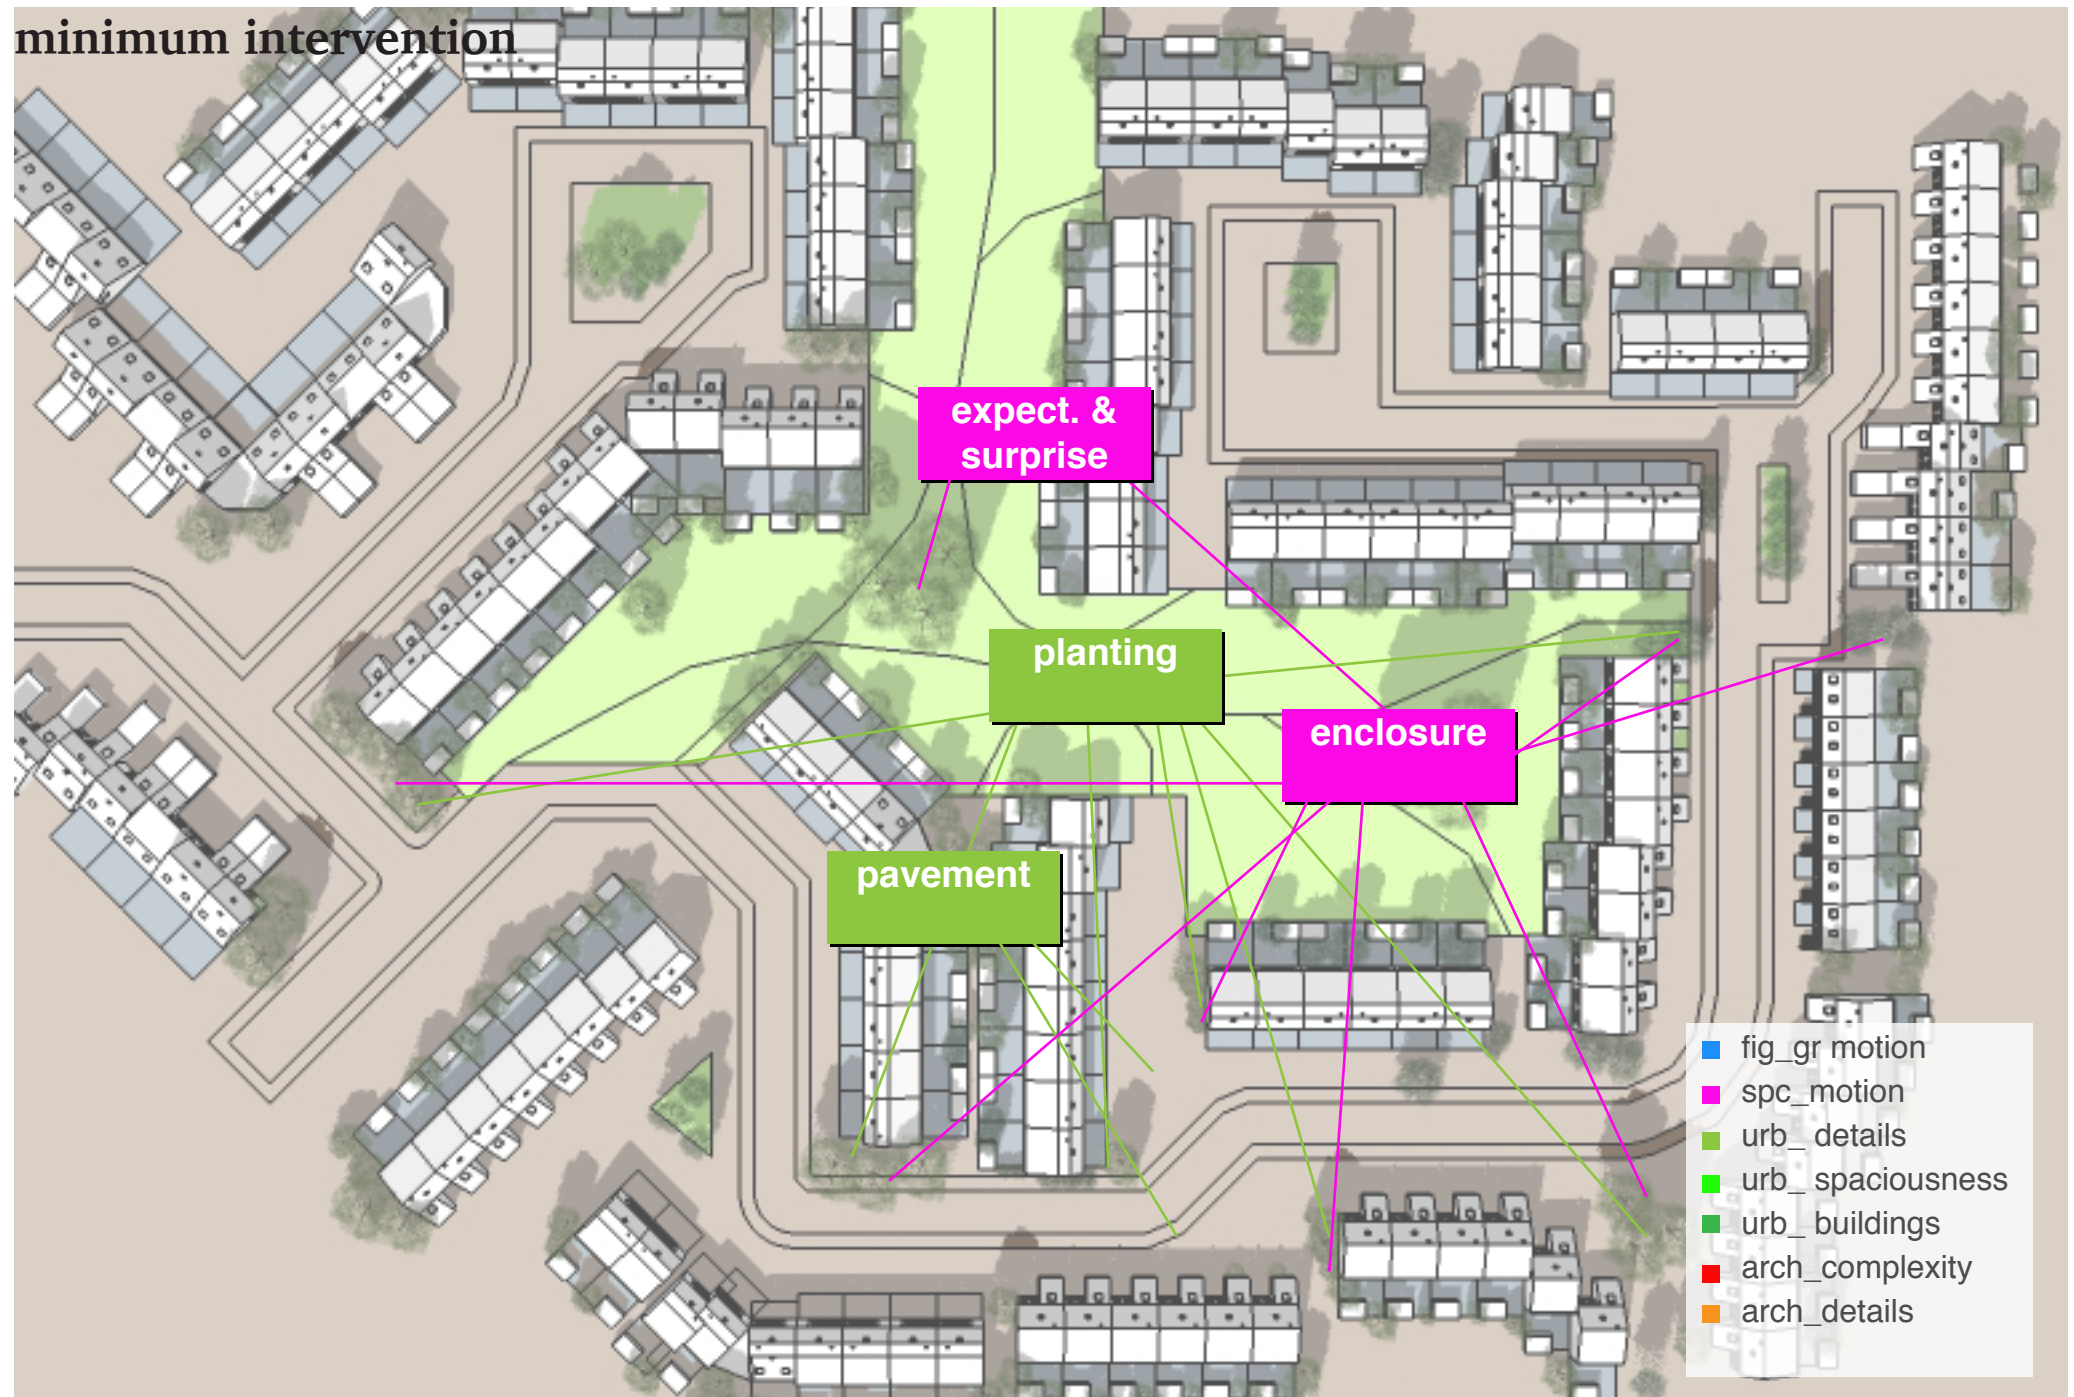 minimum intervention
expect. &
surprise
planting
enclosure
pavement
fig_gr motion
spc_motion
urb_ details
urb_ spaciousness
urb_ buildings
arch_complexity
arch_details